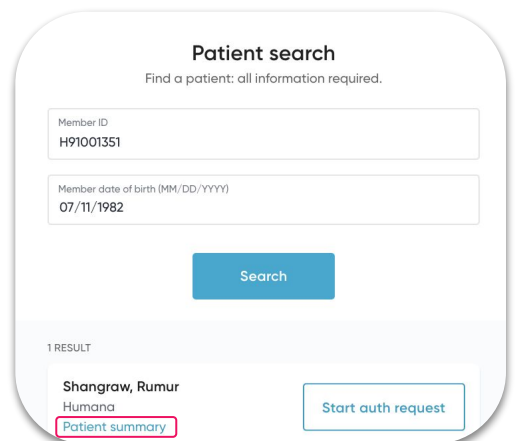 Patient search
Find a patient: all information required.
Member ID
H91001351
Member date of birth (MM/DD/YYYY)
07/11/1982
Search
1 RESULT
Shangraw, Rumur
Humana
Start auth request
Patient summary